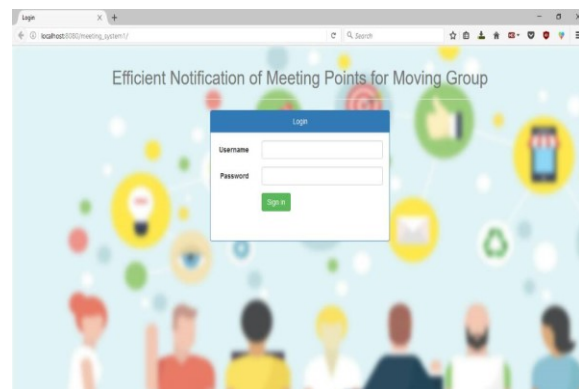 Login
localhost:8080/meeting_system1/
Search
Efficient Notification of Meeting Points for Moving Group
Login
Username
Password
Sign in